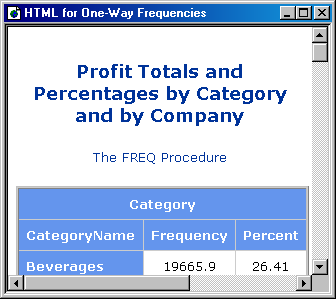 HTML for One-Way Frequencies
Profit Totals and
Percentages by Category
and by Company
The FREQ Procedure
Category
CategoryName Frequency Percent
Beverages 19665.9 26.41